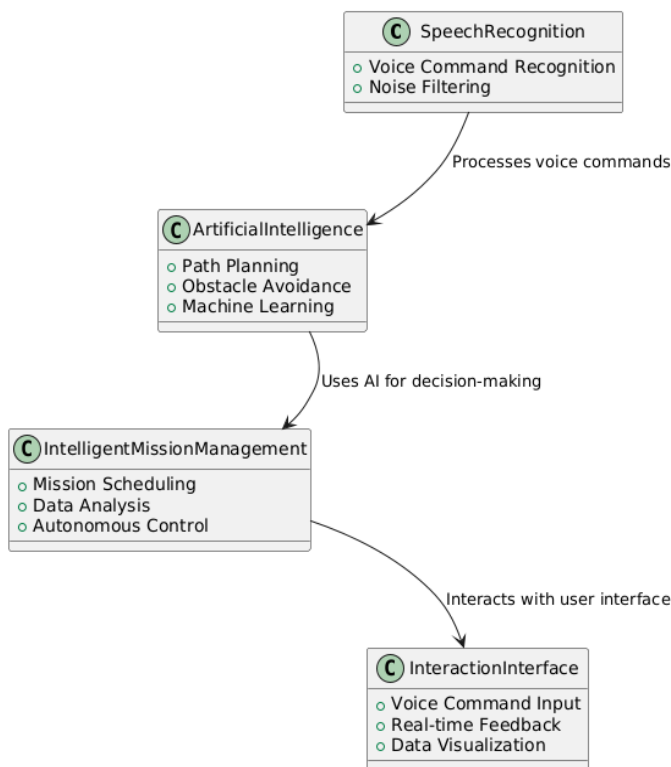 C SpeechRecognition
Voice Command Recognition
Noise Filtering
Processes voice commands
C ArtificialIntelligence
Path Planning
Obstacle Avoidance
Machine Learning
Uses AI for decision-making
C IntelligentMissionManagement
Mission Scheduling
Data Analysis
Autonomous Control
Interacts with user interface
C InteractionInterface
Voice Command Input
Real-time Feedback
Data Visualization